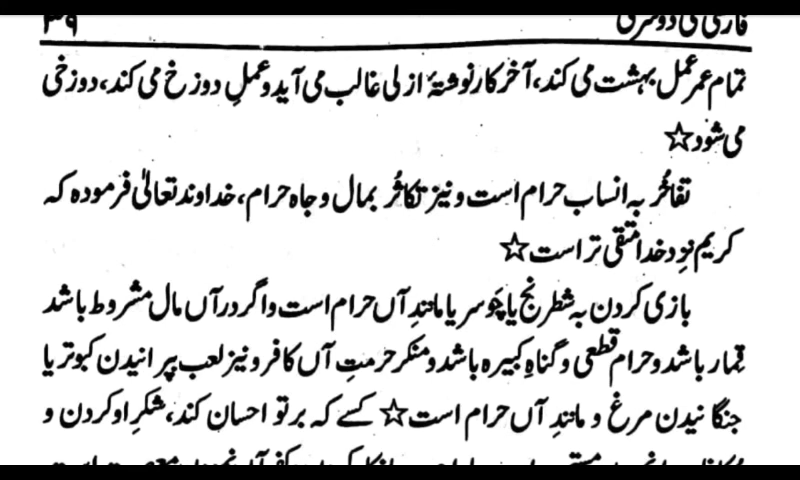 فارسی کی دوسری ۳۹
تمام عمر عمل بہشت می کند، آخر کار نوشتۂ ازلی غالب می آید و عملِ دوزخ می کند، دوزخی
می شود ☆
تفاخُر بہ انساب حرام است و نیز تکاثُر بمال و جاہ حرام، خداوند تعالیٰ فرمودہ کہ
کریم نزدِ خدا متقی تر است ☆
بازی کردن بہ شطرنج یا چَوسر یا مانندِ آں حرام است و اگر در آں مال مشروط باشد
قِمار باشد و حرام قطعی و گناہِ کبیرہ باشد و منکر حرمتِ آں کافر و نیز لعب پرانیدن کبوتر یا
جنگانیدن مرغ و مانندِ آں حرام است ☆ کسے کہ بر تو احسان کند، شکرِ او کردن و